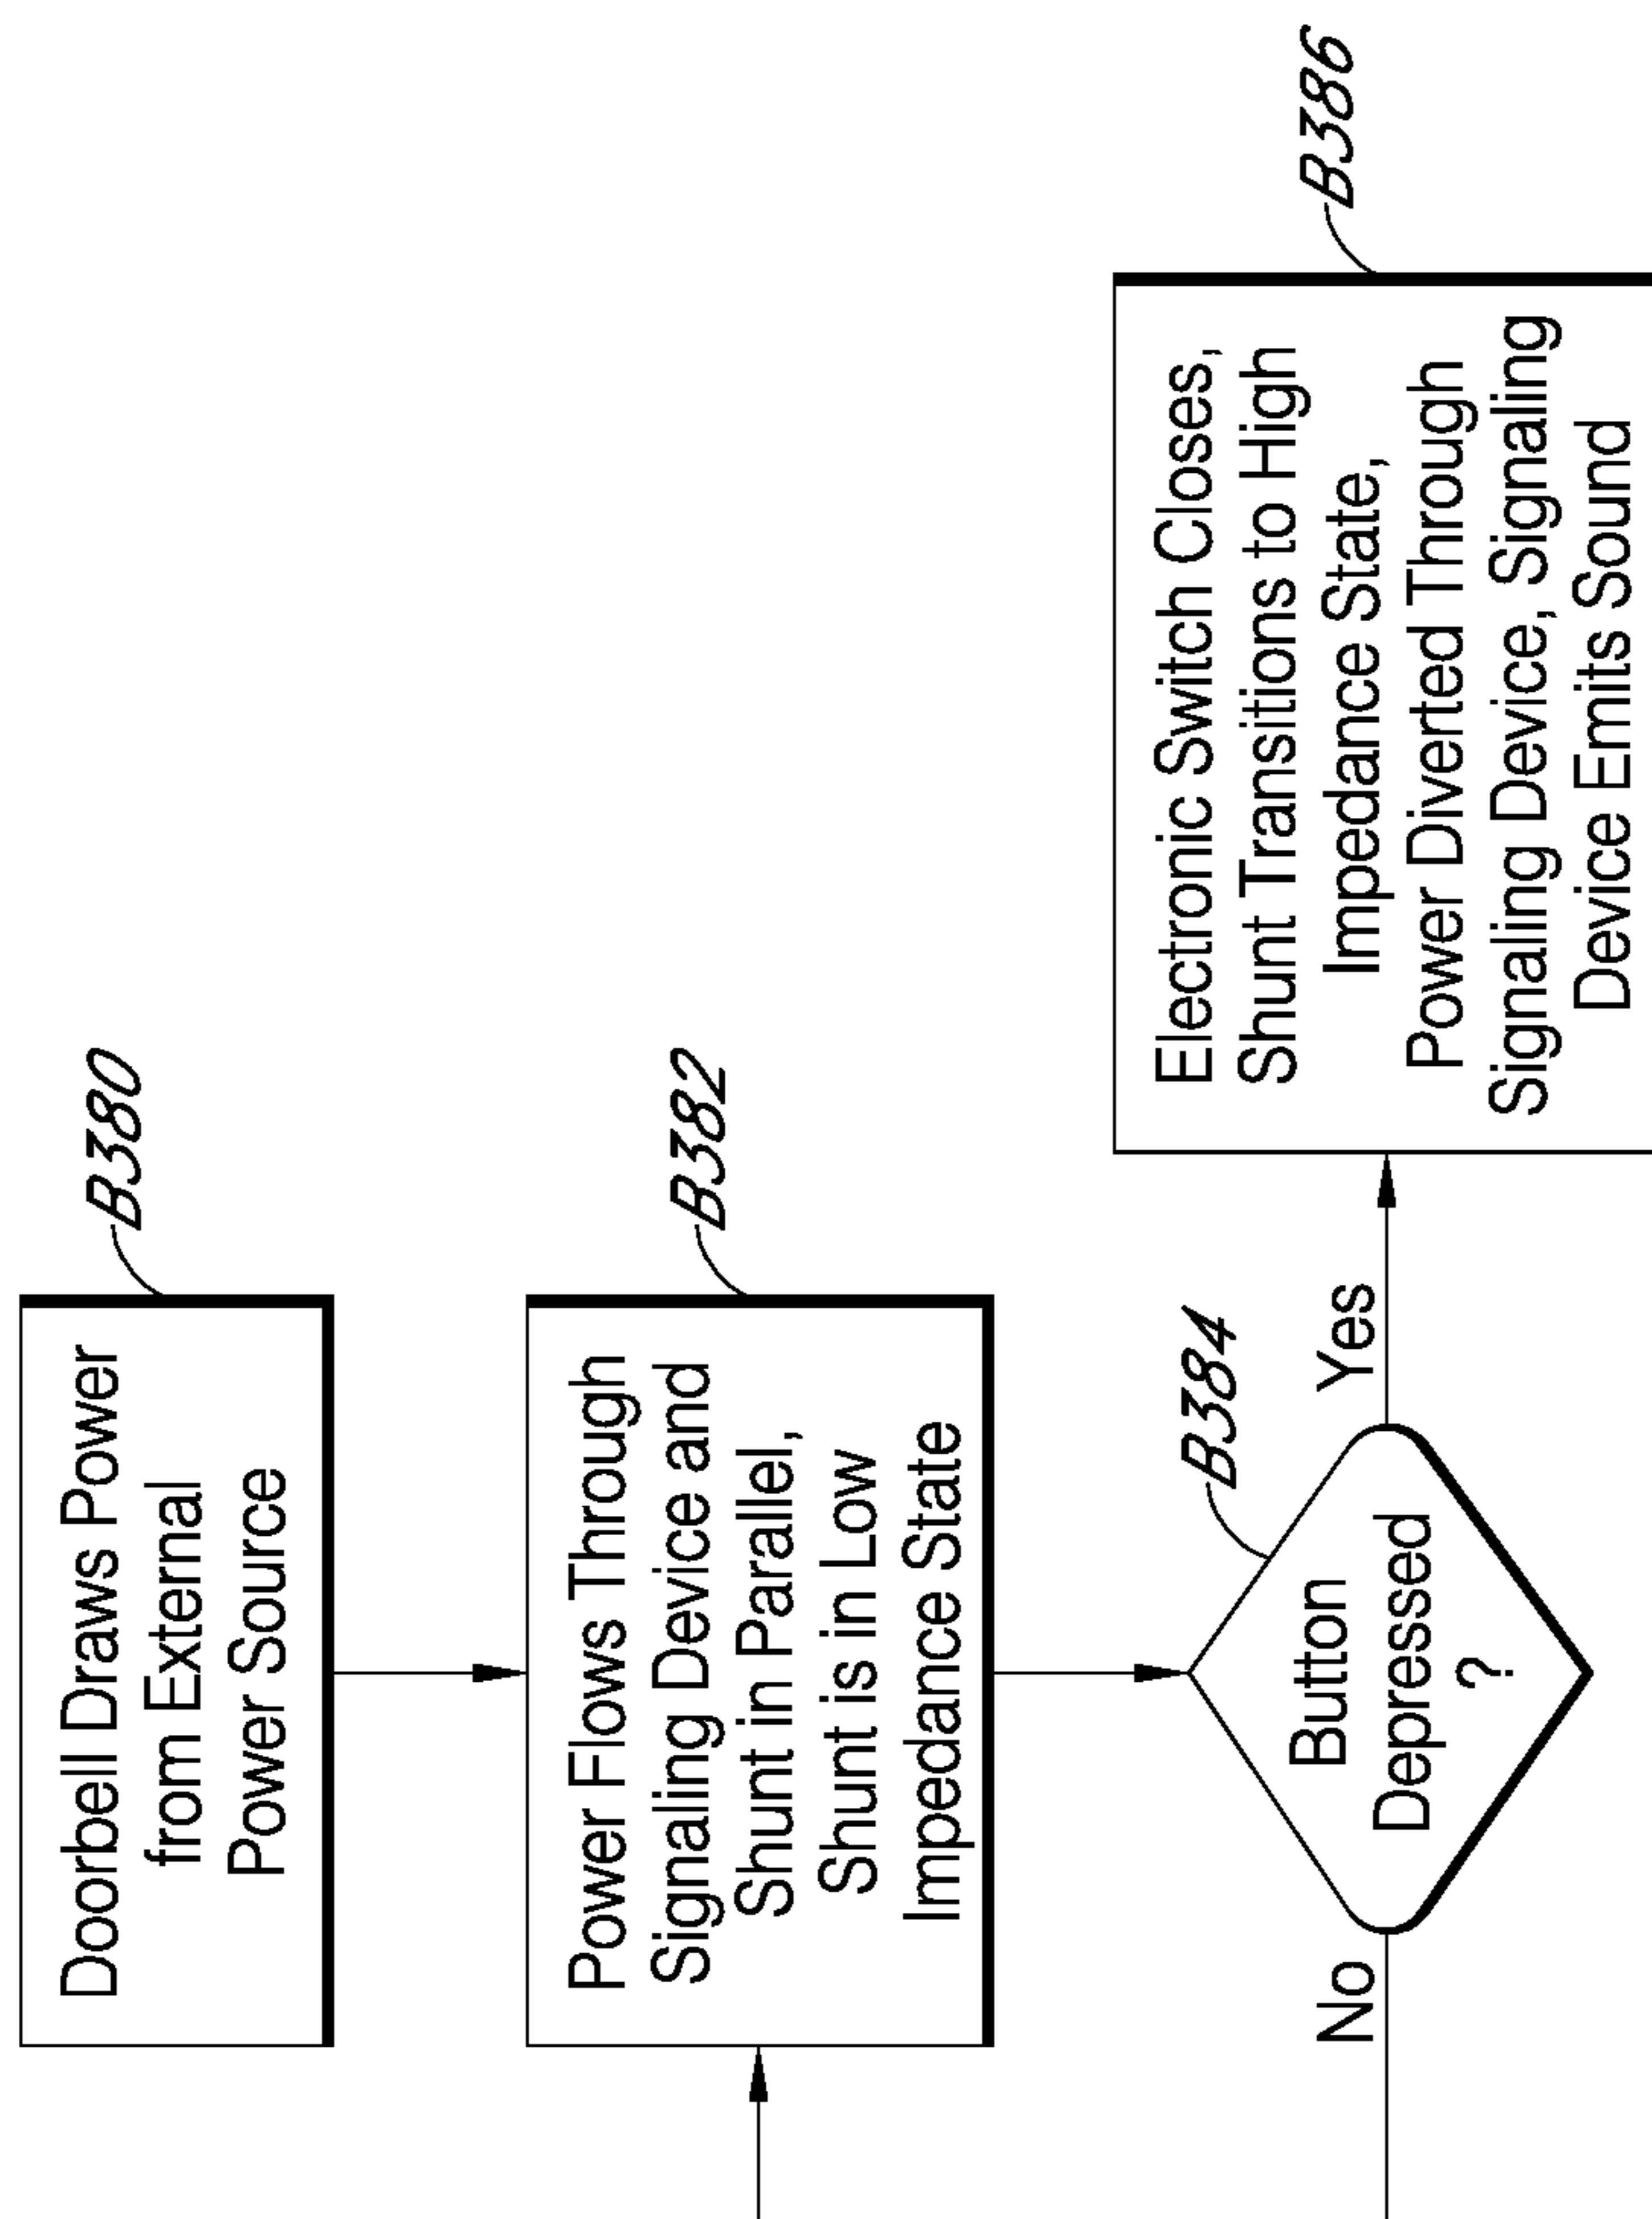 B380
Doorbell Draws Power
from External
Power Source
B382
Power Flows Through
Signaling Device and
Shunt in Parallel,
Shunt is in Low
Impedance State
B384
Button
Depressed
?
No
Yes
B386
Electronic Switch Closes,
Shunt Transitions to High
Impedance State,
Power Diverted Through
Signaling Device, Signaling
Device Emits Sound